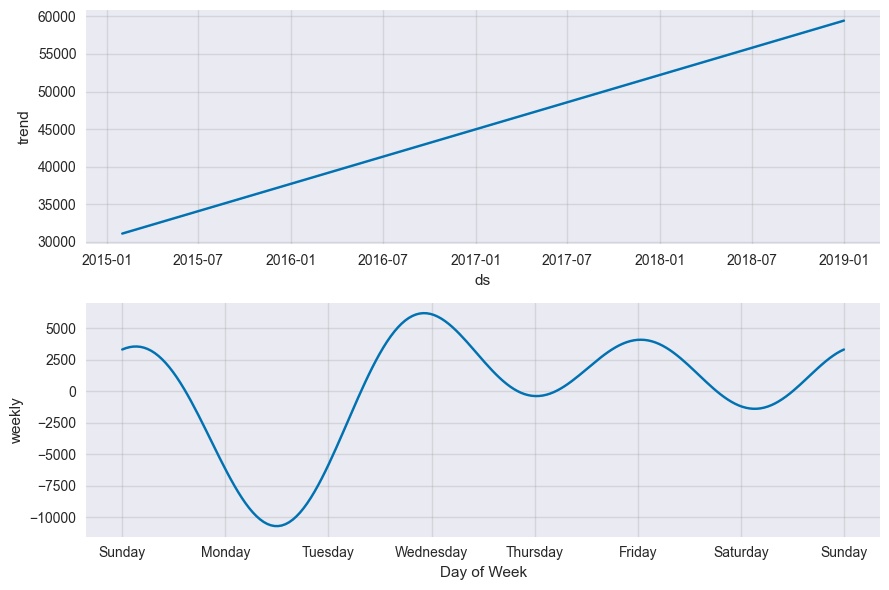 60000
55000
50000
45000
40000
35000
30000
trend
2015-01 2015-07 2016-01 2016-07 2017-01 2017-07 2018-01 2018-07 2019-01
ds
5000
2500
0
−2500
−5000
−7500
−10000
weekly
Sunday Monday Tuesday Wednesday Thursday Friday Saturday Sunday
Day of Week